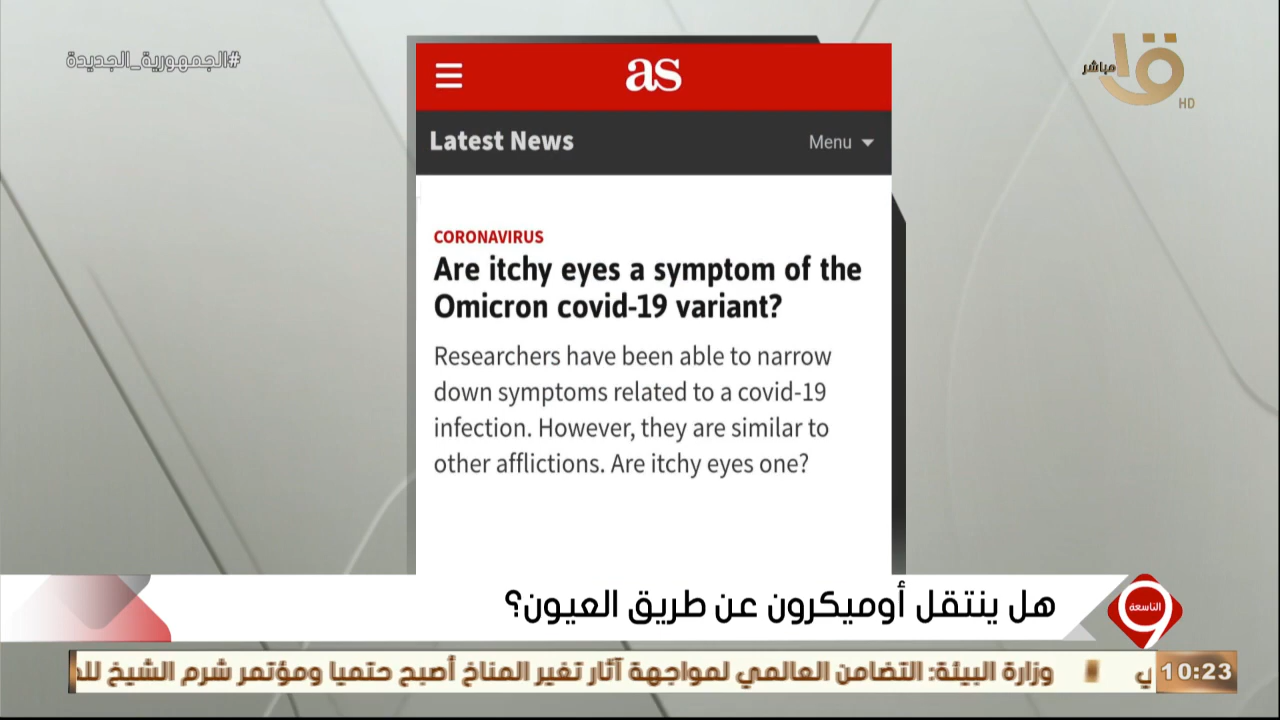 #الجمهورية_الجديدة
مباشر
HD
as
Latest News
Menu
CORONAVIRUS
Are itchy eyes a symptom of the
Omicron covid-19 variant?
Researchers have been able to narrow
down symptoms related to a covid-19
infection. However, they are similar to
other afflictions. Are itchy eyes one?
هل ينتقل أوميكرون عن طريق العيون؟
التاسعة
9
وزارة البيئة: التضامن العالمي لمواجهة آثار تغير المناخ أصبح حتميا ومؤتمر شرم الشيخ
10:23